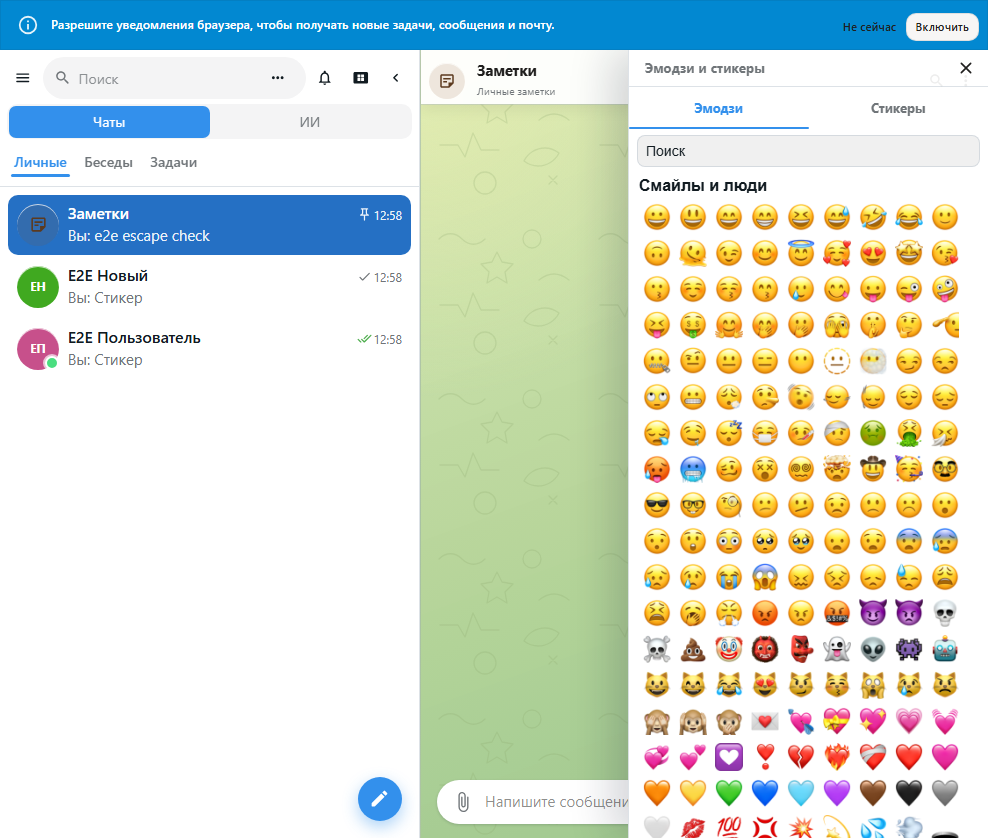 Разрешите уведомления браузера, чтобы получать новые задачи, сообщения и почту.
Не сейчас
Включить
Поиск
Чаты
ИИ
Личные
Беседы
Задачи
Заметки
12:58
Вы: e2e escape check
ЕН
E2E Новый
12:58
Вы: Стикер
ЕП
E2E Пользователь
12:58
Вы: Стикер
Заметки
Личные заметки
Напишите сообщени
Эмодзи и стикеры
Эмодзи
Стикеры
Поиск
Смайлы и люди